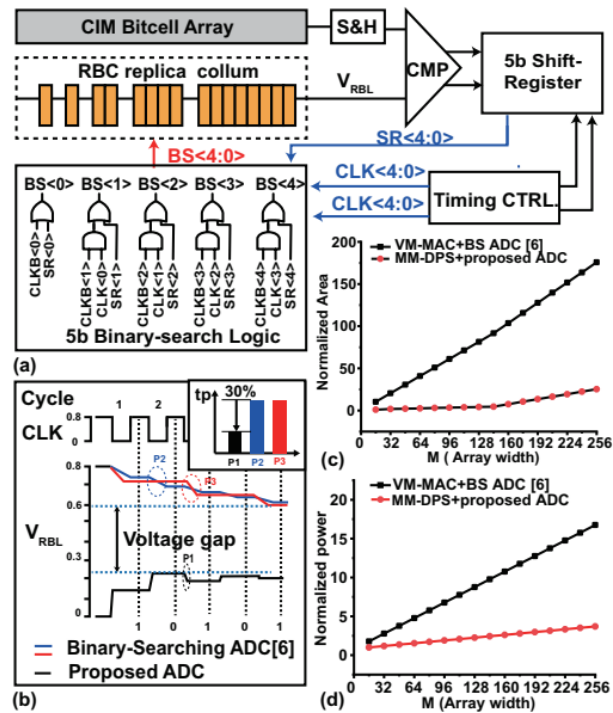 CIM Bitcell Array
S&H
CMP
5b Shift-
Register
RBC replica collum
V_RBL
BS<4:0>
SR<4:0>
CLK<4:0>
CLK<4:0>
Timing CTRL.
BS<0> BS<1> BS<2> BS<3> BS<4>
CLKB<0>
SR<0>
CLKB<1>
CLK<0>
SR<1>
CLKB<2>
CLK<1>
SR<2>
CLKB<3>
CLK<2>
SR<3>
CLKB<4>
CLK<3>
SR<4>
5b Binary-search Logic
(a)
Cycle
1 2
CLK
0.8
0
tp
30%
P1 P2 P3
0.8
0.6
0.3
0
V_RBL
P2
P3
Voltage gap
P1
1 0 1 0 1
Binary-Searching ADC[6]
Proposed ADC
(b)
Normalized Area
200
150
100
50
0
VM-MAC+BS ADC [6]
MM-DPS+proposed ADC
32 64 96 128 160 192 224 256
M ( Array width)
(c)
Normalized power
20
15
10
5
0
VM-MAC+BS ADC [6]
MM-DPS+proposed ADC
32 64 96 128 160 192 224 256
M ( Array width)
(d)